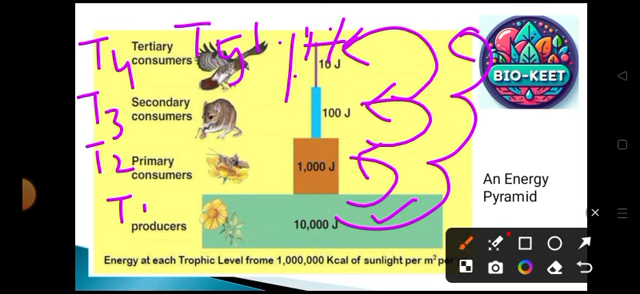 T4
Tertiary
consumers
T5
10 J
T3
Secondary
consumers
100 J
T2
Primary
consumers
1,000 J
T1
producers
10,000 J
Energy at each Trophic Level frome 1,000,000 Kcal of sunlight per m² per
BIO-KEET
An Energy
Pyramid